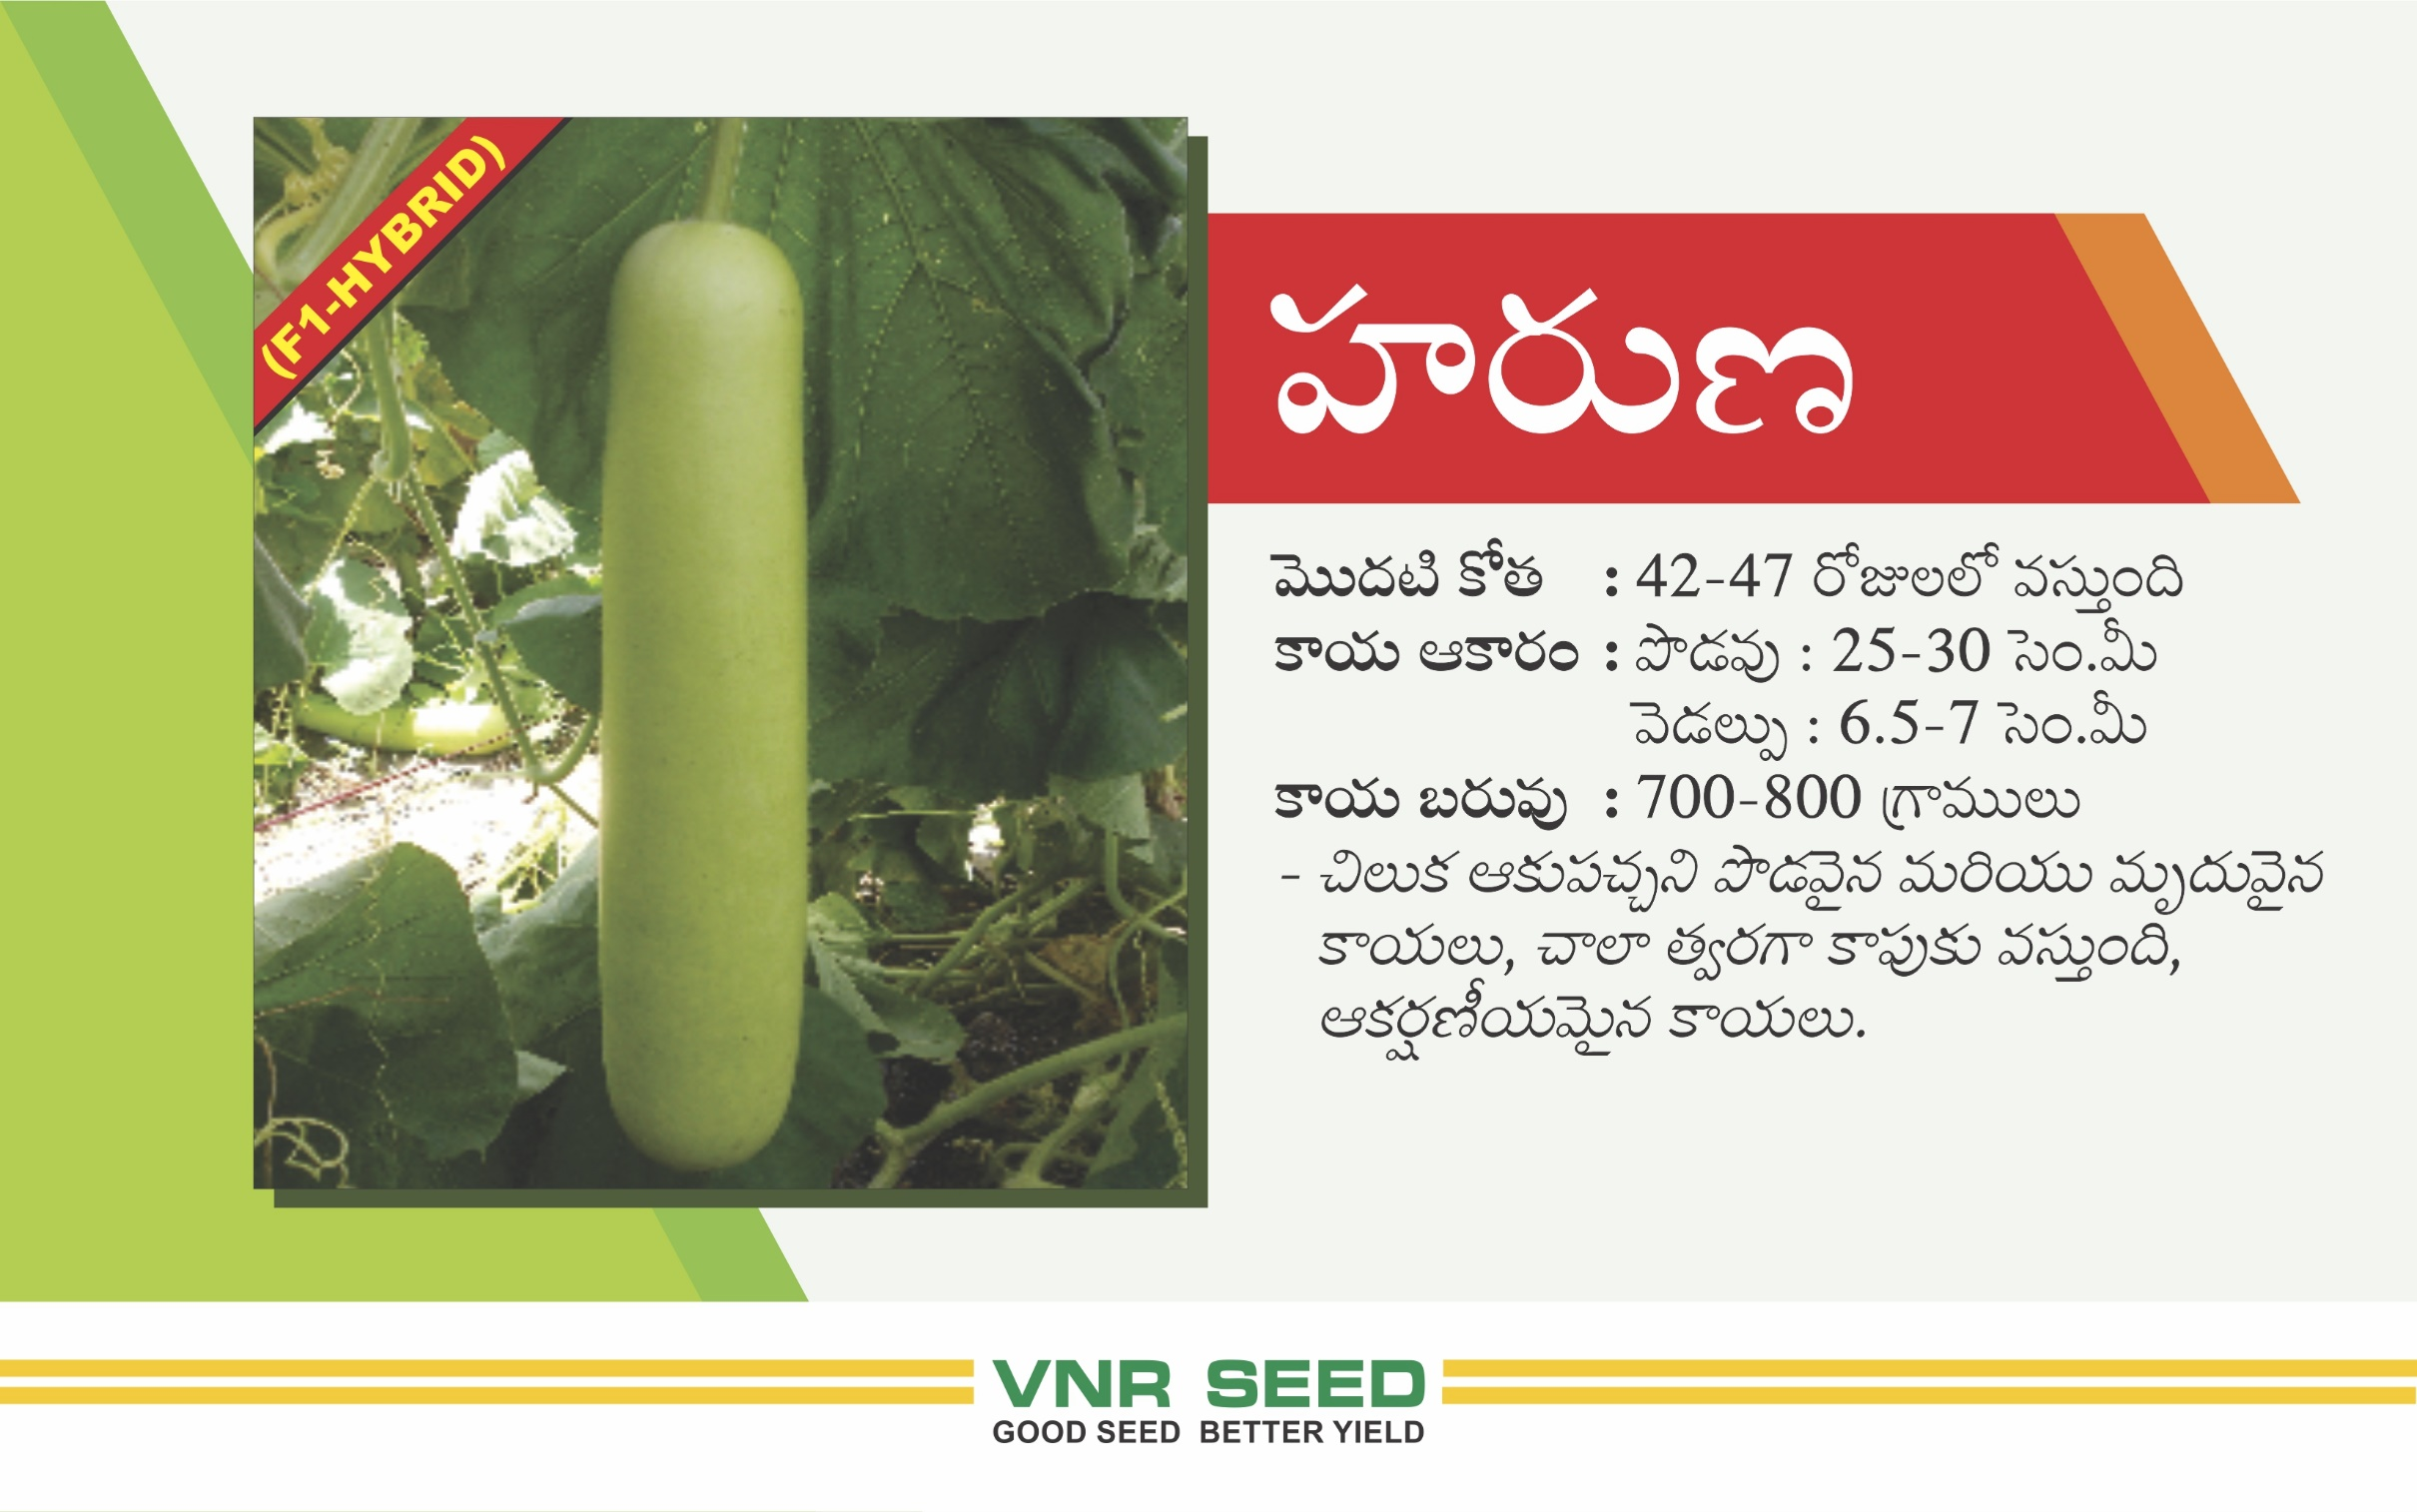 (F1-HYBRID))
హరుణ
మొదటి కోత : 42-47 రోజులలో వస్తుంది
కాయ ఆకారం : పొడవు : 25-30 సెం.మీ
వెడల్పు : 6.5-7 సెం.మీ
కాయ బరువు : 700-800 గ్రాములు
- చిలుక ఆకుపచ్చని పొడవైన మరియు మృదువైన
కాయలు, చాలా త్వరగా కాపుకు వస్తుంది,
ఆకర్షణీయమైన కాయలు.
VNR SEED
GOOD SEED BETTER YIELD